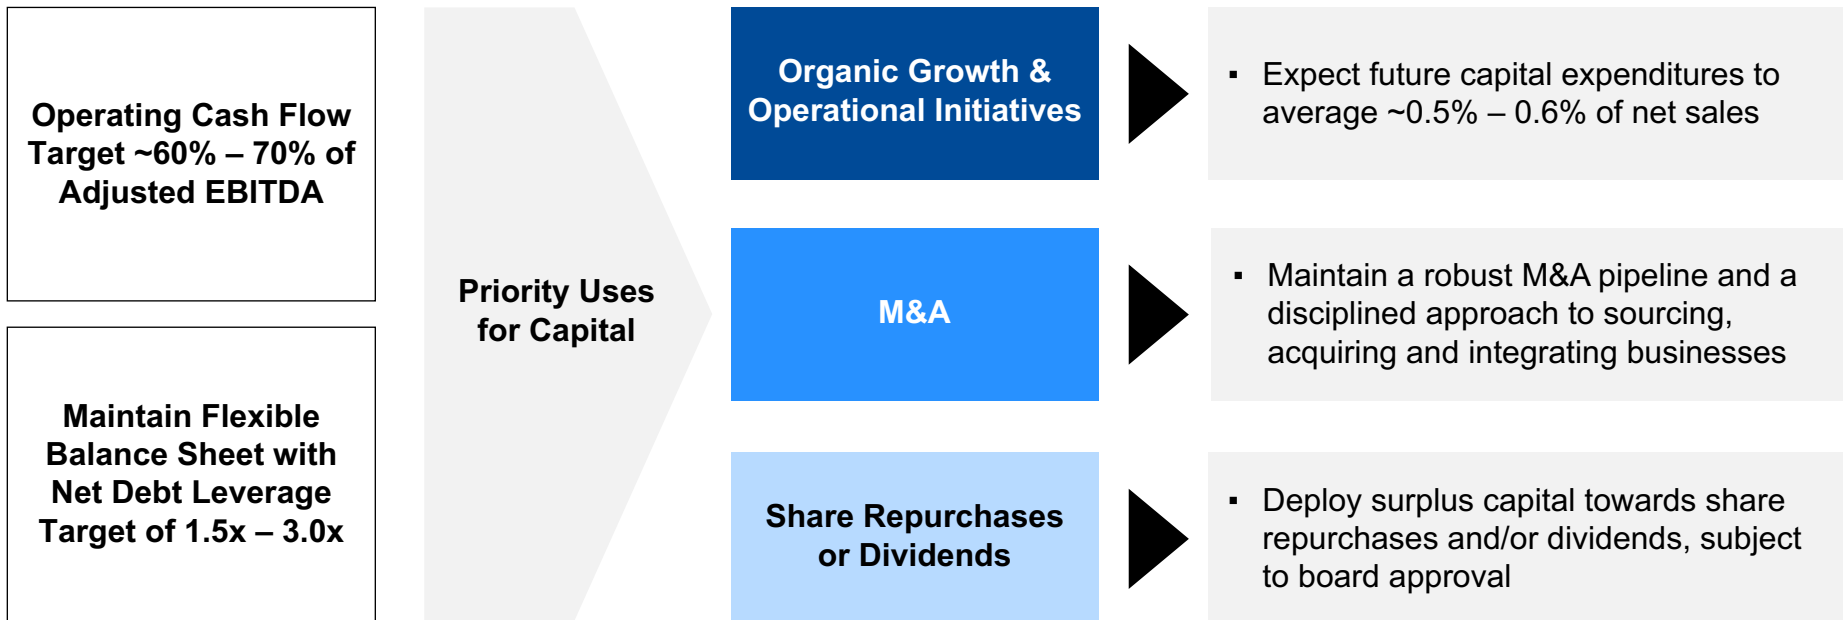 Operating Cash Flow
Target ~60% – 70% of
Adjusted EBITDA
Maintain Flexible
Balance Sheet with
Net Debt Leverage
Target of 1.5x – 3.0x
Priority Uses
for Capital
Organic Growth &
Operational Initiatives
▪ Expect future capital expenditures to
average ~0.5% – 0.6% of net sales
M&A
▪ Maintain a robust M&A pipeline and a
disciplined approach to sourcing,
acquiring and integrating businesses
Share Repurchases
or Dividends
▪ Deploy surplus capital towards share
repurchases and/or dividends, subject
to board approval